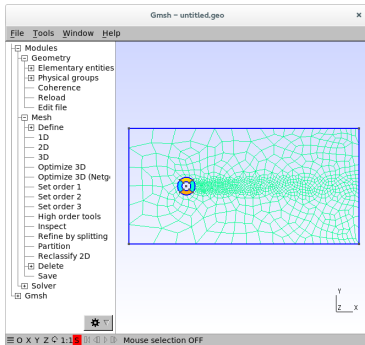 Gmsh - untitled.geo ×
File Tools Window Help
Modules
Geometry
Elementary entities
Physical groups
Coherence
Reload
Edit file
Mesh
Define
1D
2D
3D
Optimize 3D
Optimize 3D (Netg
Set order 1
Set order 2
Set order 3
High order tools
Inspect
Refine by splitting
Partition
Reclassify 2D
Delete
Save
Solver
Gmsh
Y
Z X
O X Y Z 1:1 S Mouse selection OFF